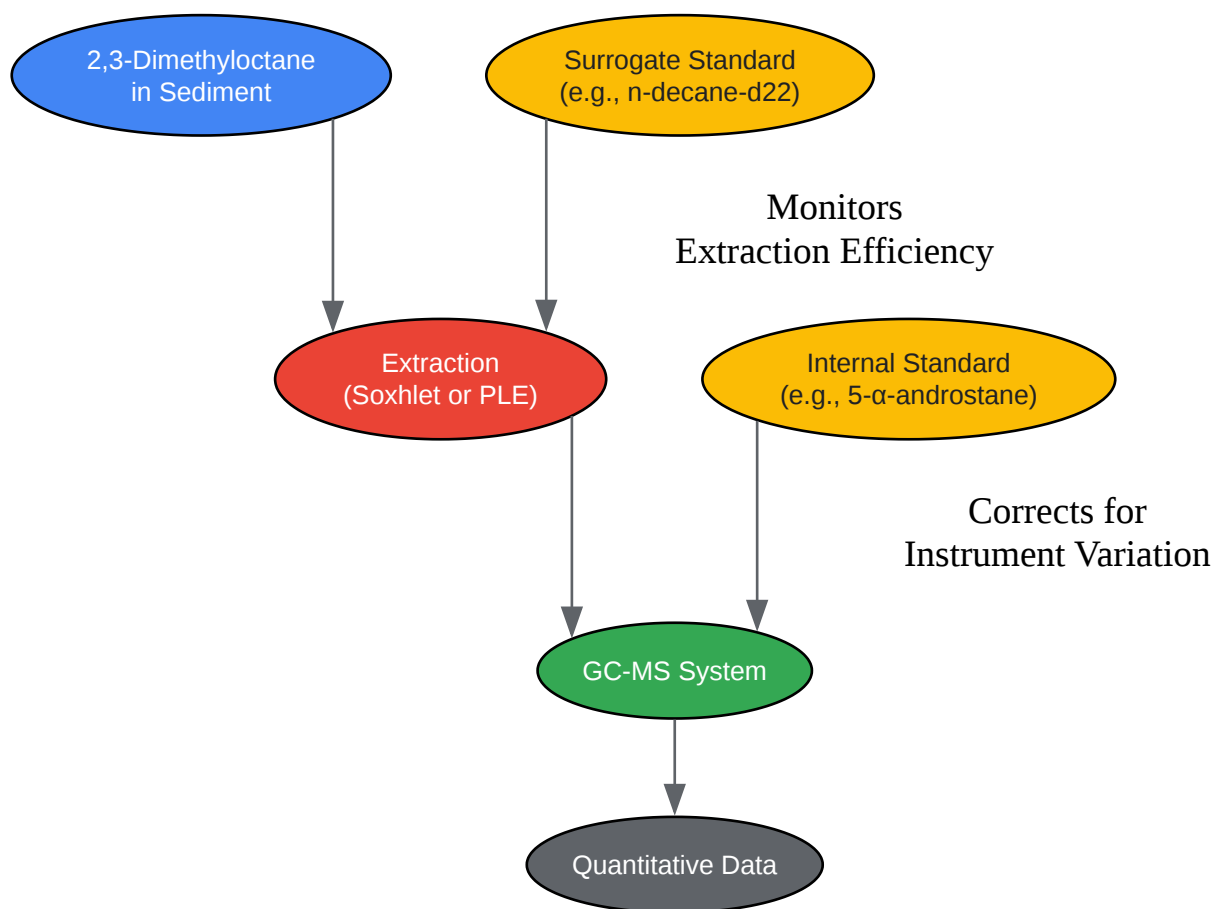 2,3-Dimethyloctane
in Sediment
Surrogate Standard
(e.g., n-decane-d22)
Monitors
Extraction Efficiency
Extraction
(Soxhlet or PLE)
Internal Standard
(e.g., 5-α-androstane)
Corrects for
Instrument Variation
GC-MS System
Quantitative Data